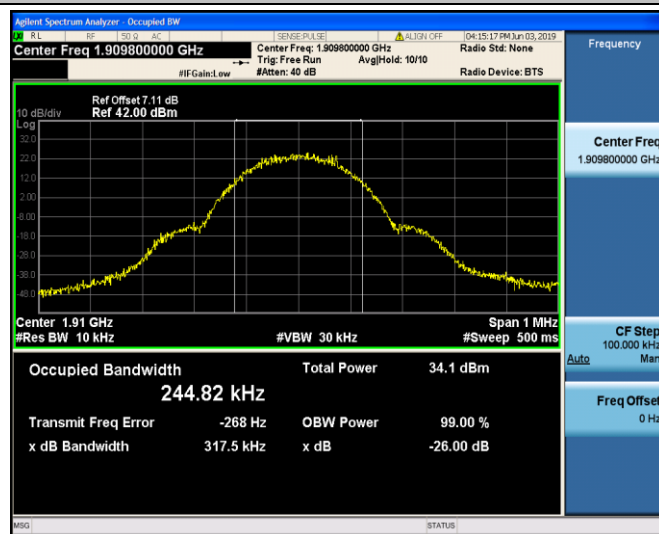 Agilent Spectrum Analyzer - Occupied BW
LXI RL RF 50 Ω AC SENSE:PULSE ALIGN OFF 04:15:17 PM Jun 03, 2019
Center Freq 1.909800000 GHz
Center Freq: 1.909800000 GHz Radio Std: None
Trig: Free Run Avg|Hold: 10/10
#IFGain:Low #Atten: 40 dB Radio Device: BTS
Ref Offset 7.11 dB
10 dB/div Ref 42.00 dBm
Log
32.0
22.0
12.0
2.00
-8.00
-18.0
-28.0
-38.0
-48.0
Center 1.91 GHz Span 1 MHz
#Res BW 10 kHz #VBW 30 kHz #Sweep 500 ms
Occupied Bandwidth Total Power 34.1 dBm
244.82 kHz
Transmit Freq Error -268 Hz OBW Power 99.00 %
x dB Bandwidth 317.5 kHz x dB -26.00 dB
MSG STATUS
Frequency
Center Freq
1.909800000 GHz
CF Step
100.000 kHz
Auto Man
Freq Offset
0 Hz